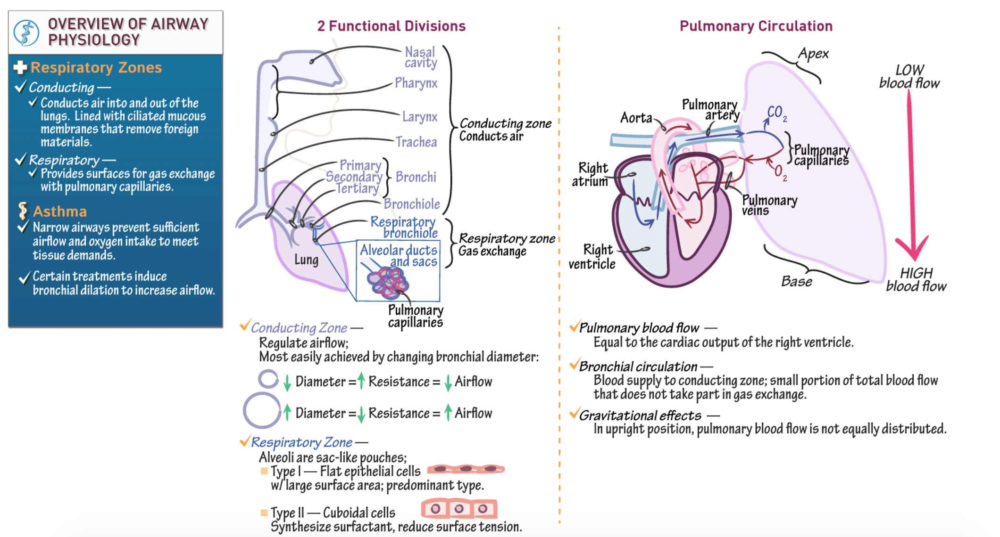 OVERVIEW OF AIRWAY
PHYSIOLOGY
Respiratory Zones
Conducting —
Conducts air into and out of the
lungs. Lined with ciliated mucous
membranes that remove foreign
materials.
Respiratory —
Provides surfaces for gas exchange
with pulmonary capillaries.
Asthma
Narrow airways prevent sufficient
airflow and oxygen intake to meet
tissue demands.
Certain treatments induce
bronchial dilation to increase airflow.
2 Functional Divisions
Nasal
cavity
Pharynx
Larynx
Trachea
Primary
Secondary
Tertiary
Bronchi
Bronchiole
Conducting zone
Conducts air
Respiratory
bronchiole
Alveolar ducts
and sacs
Respiratory zone
Gas exchange
Lung
Pulmonary
capillaries
Conducting Zone —
Regulate airflow;
Most easily achieved by changing bronchial diameter:
↓ Diameter = ↑ Resistance = ↓ Airflow
↑ Diameter = ↓ Resistance = ↑ Airflow
Respiratory Zone —
Alveoli are sac-like pouches;
Type I — Flat epithelial cells
w/ large surface area; predominant type.
Type II — Cuboidal cells
Synthesize surfactant, reduce surface tension.
Pulmonary Circulation
Apex
LOW
blood flow
Pulmonary
artery
Aorta
CO2
Pulmonary
capillaries
O2
Right
atrium
Pulmonary
veins
Right
ventricle
Base
HIGH
blood flow
Pulmonary blood flow —
Equal to the cardiac output of the right ventricle.
Bronchial circulation —
Blood supply to conducting zone; small portion of total blood flow
that does not take part in gas exchange.
Gravitational effects —
In upright position, pulmonary blood flow is not equally distributed.